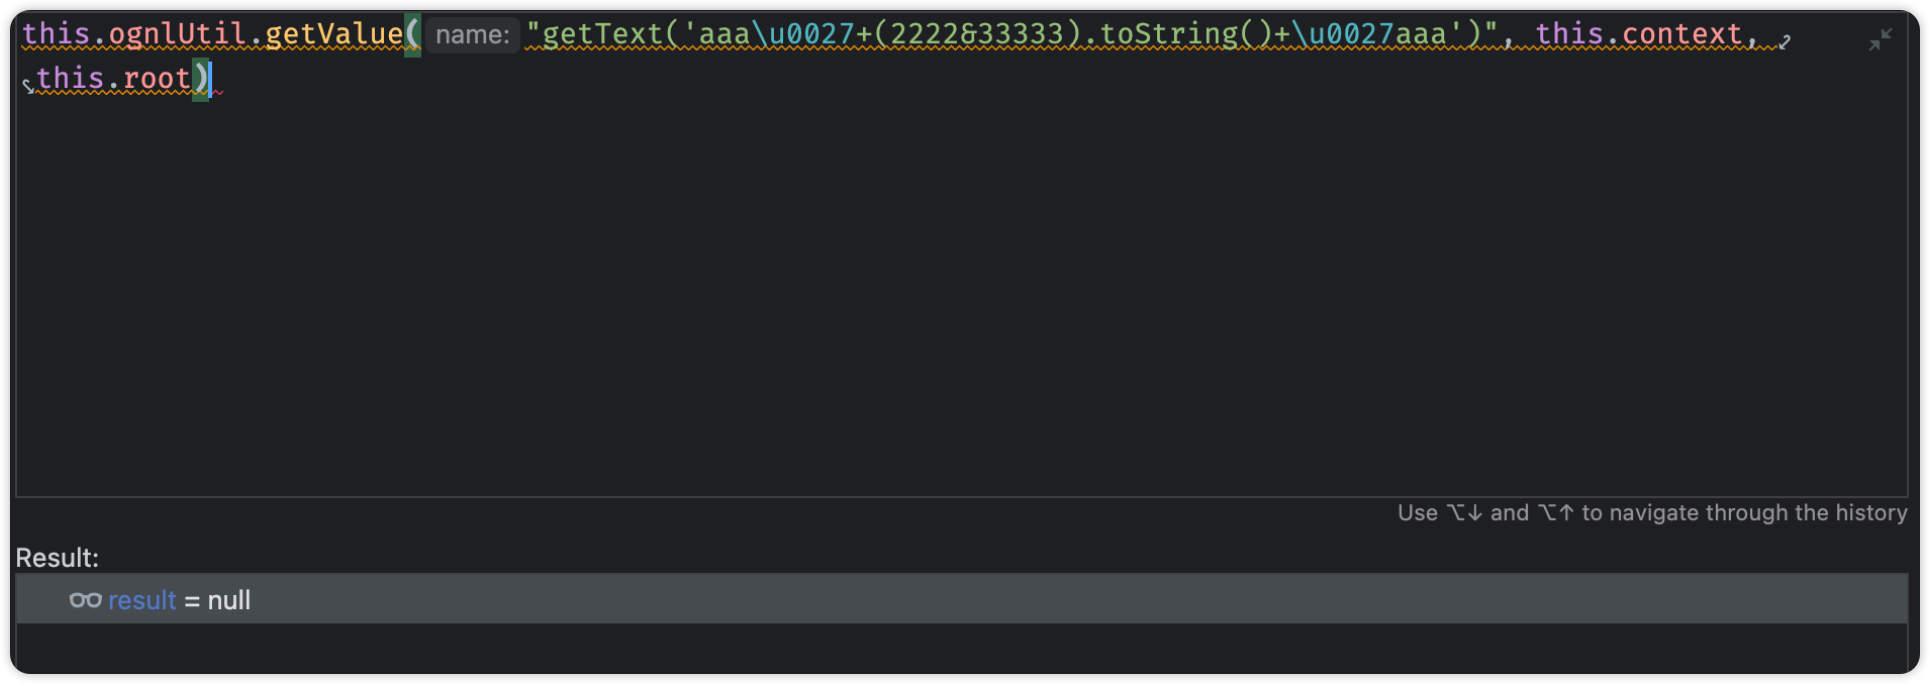 this.ognlUtil.getValue( name: "getText('aaa\u0027+(2222&33333).toString()+\u0027aaa')", this.context,
this.root)
Use ⌥↓ and ⌥↑ to navigate through the history
Result:
result = null